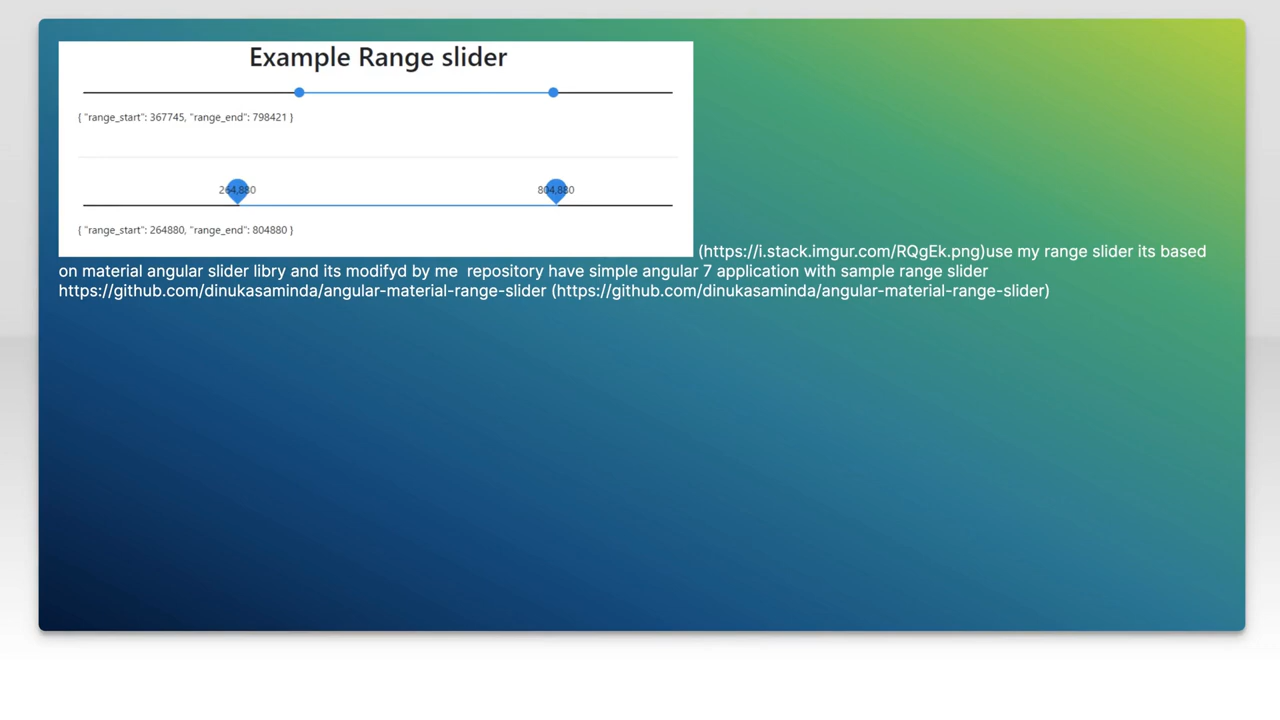 Example Range slider
{ "range_start": 367745, "range_end": 798421 }
264,880 804,880
{ "range_start": 264880, "range_end": 804880 }
(https://i.stack.imgur.com/RQgEk.png)use my range slider its based
on material angular slider libry and its modifyd by me  repository have simple angular 7 application with sample range slider
https://github.com/dinukasaminda/angular-material-range-slider (https://github.com/dinukasaminda/angular-material-range-slider)